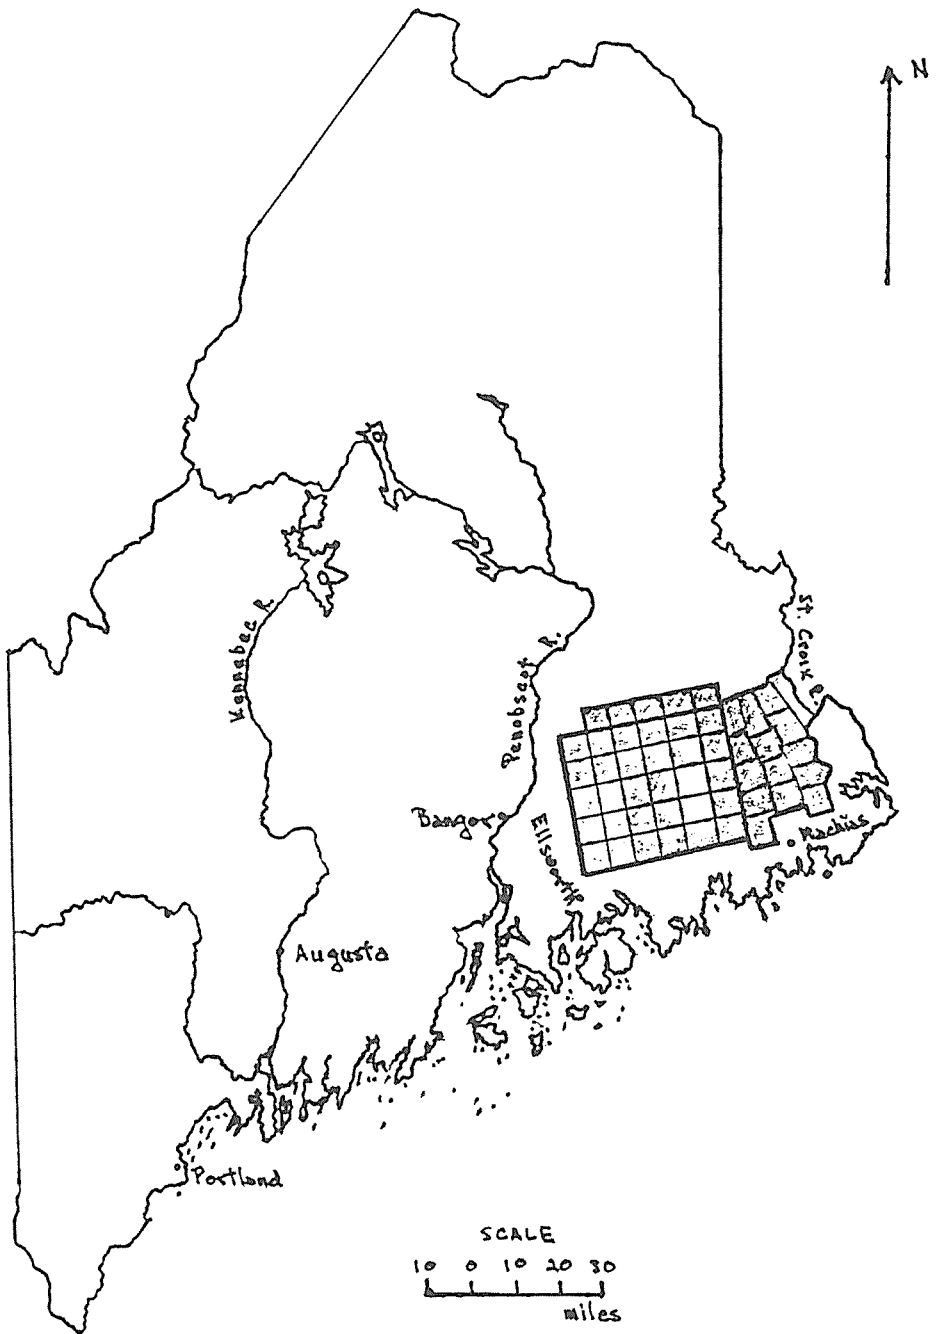 N
St. Croix R.
Kennebec R.
Penobscot R.
Bangor
Ellsworth
Machias
Augusta
Portland
SCALE
10 0 10 20 30
miles